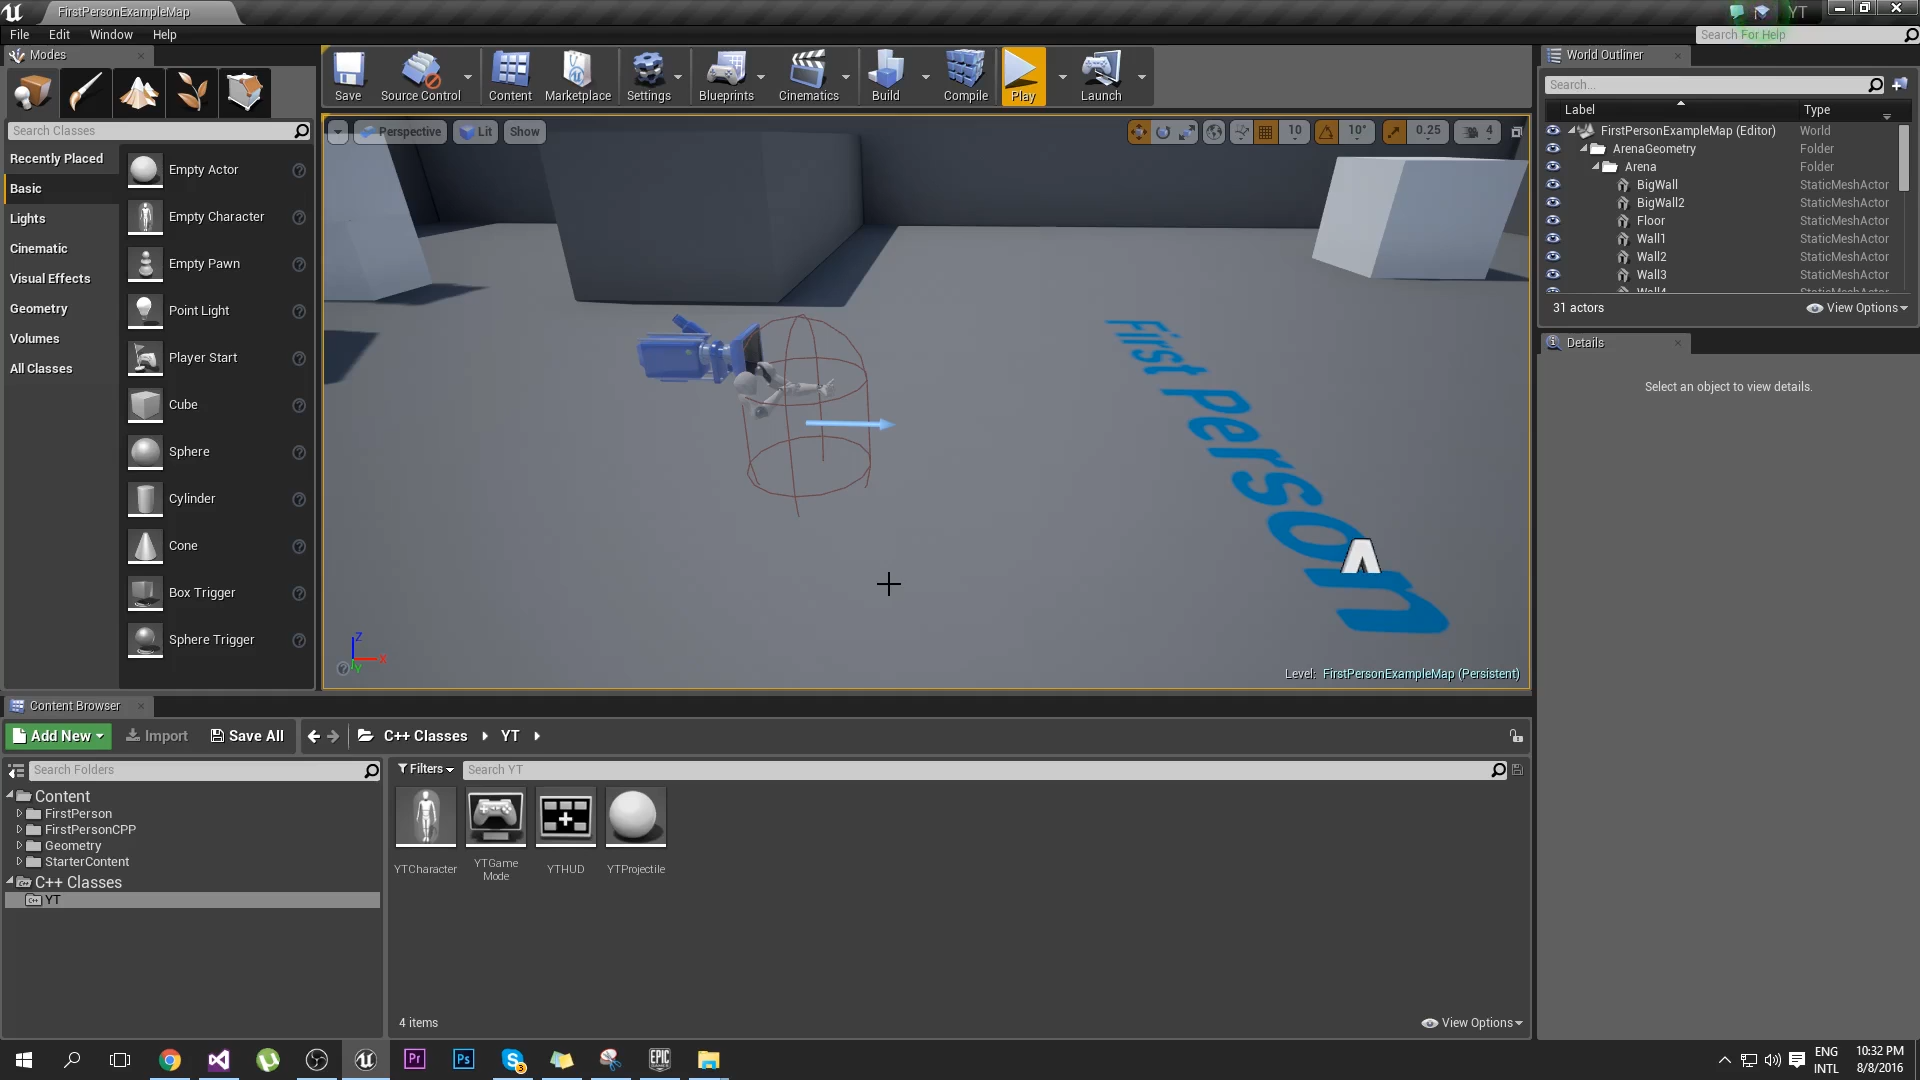 FirstPersonExampleMap
YT
File Edit Window Help
Search For Help
Modes
Search Classes
Recently Placed
Basic
Lights
Cinematic
Visual Effects
Geometry
Volumes
All Classes
Empty Actor
Empty Character
Empty Pawn
Point Light
Player Start
Cube
Sphere
Cylinder
Cone
Box Trigger
Sphere Trigger
Save
Source Control
Content
Marketplace
Settings
Blueprints
Cinematics
Build
Compile
Play
Launch
Perspective
Lit
Show
10
10°
0.25
4
First Person
Z
X
Y
Level: FirstPersonExampleMap (Persistent)
World Outliner
Search...
Label Type
FirstPersonExampleMap (Editor) World
ArenaGeometry Folder
Arena Folder
BigWall StaticMeshActor
BigWall2 StaticMeshActor
Floor StaticMeshActor
Wall1 StaticMeshActor
Wall2 StaticMeshActor
Wall3 StaticMeshActor
Wall4 StaticMeshActor
31 actors
View Options
Details
Select an object to view details.
Content Browser
Add New
Import
Save All
C++ Classes
YT
Search Folders
Content
FirstPerson
FirstPersonCPP
Geometry
StarterContent
C++ Classes
YT
Filters
Search YT
YTCharacter
YTGame
Mode
YTHUD
YTProjectile
4 items
View Options
Pr
Ps
3
EPIC
GAMES
ENG
INTL
10:32 PM
8/8/2016